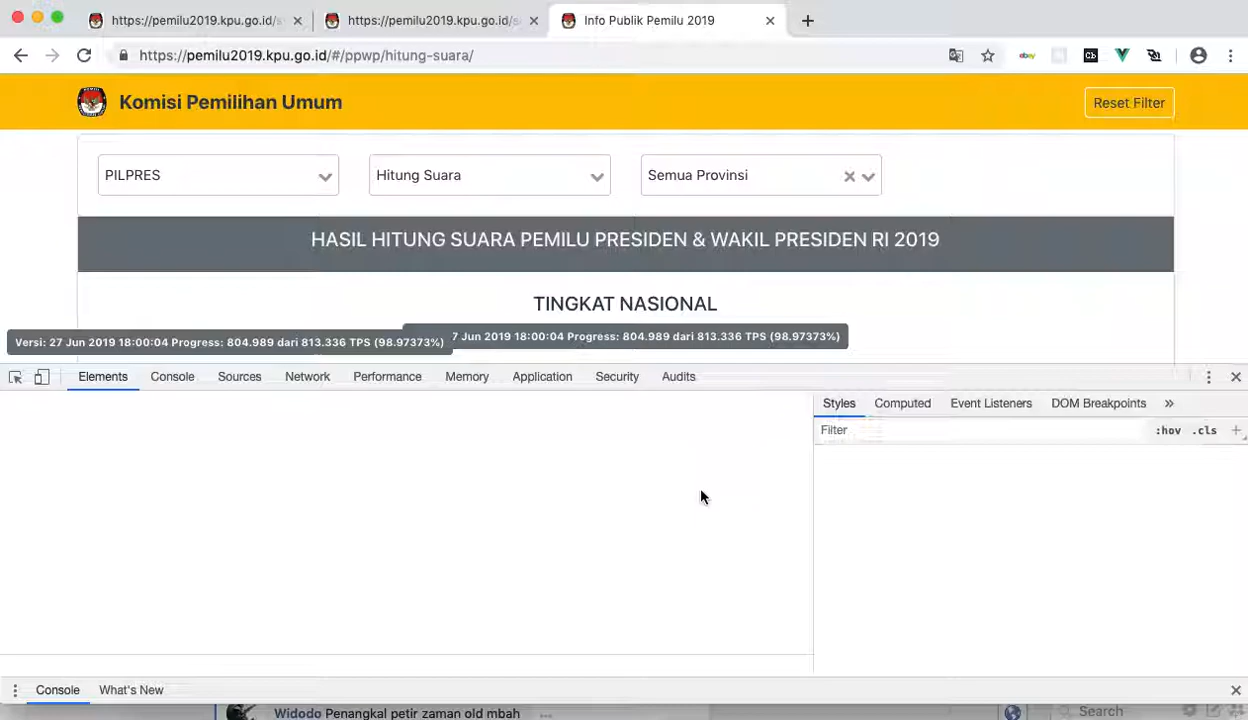 https://pemilu2019.kpu.go.id/
https://pemilu2019.kpu.go.id/
Info Publik Pemilu 2019
https://pemilu2019.kpu.go.id/#/ppwp/hitung-suara/
ebay
Cb
Komisi Pemilihan Umum
Reset Filter
PILPRES
Hitung Suara
Semua Provinsi
HASIL HITUNG SUARA PEMILU PRESIDEN & WAKIL PRESIDEN RI 2019
TINGKAT NASIONAL
7 Jun 2019 18:00:04 Progress: 804.989 dari 813.336 TPS (98.97373%)
Versi: 27 Jun 2019 18:00:04 Progress: 804.989 dari 813.336 TPS (98.97373%)
Elements Console Sources Network Performance Memory Application Security Audits
Styles Computed Event Listeners DOM Breakpoints »
Filter :hov .cls +
Console What's New
Widodo Penangkal petir zaman old mbah ...
Search